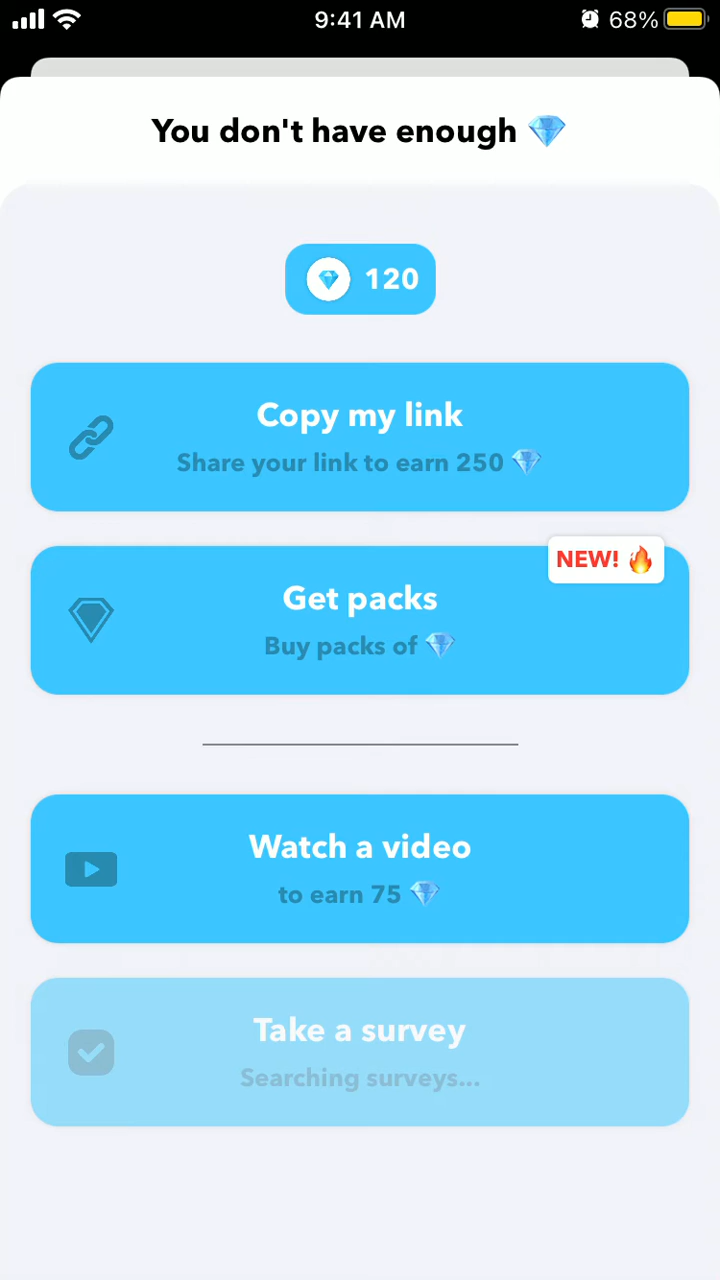 9:41 AM
68%
You don't have enough 💎
120
Copy my link
Share your link to earn 250 💎
NEW! 🔥
Get packs
Buy packs of 💎
Watch a video
to earn 75 💎
Take a survey
Searching surveys...